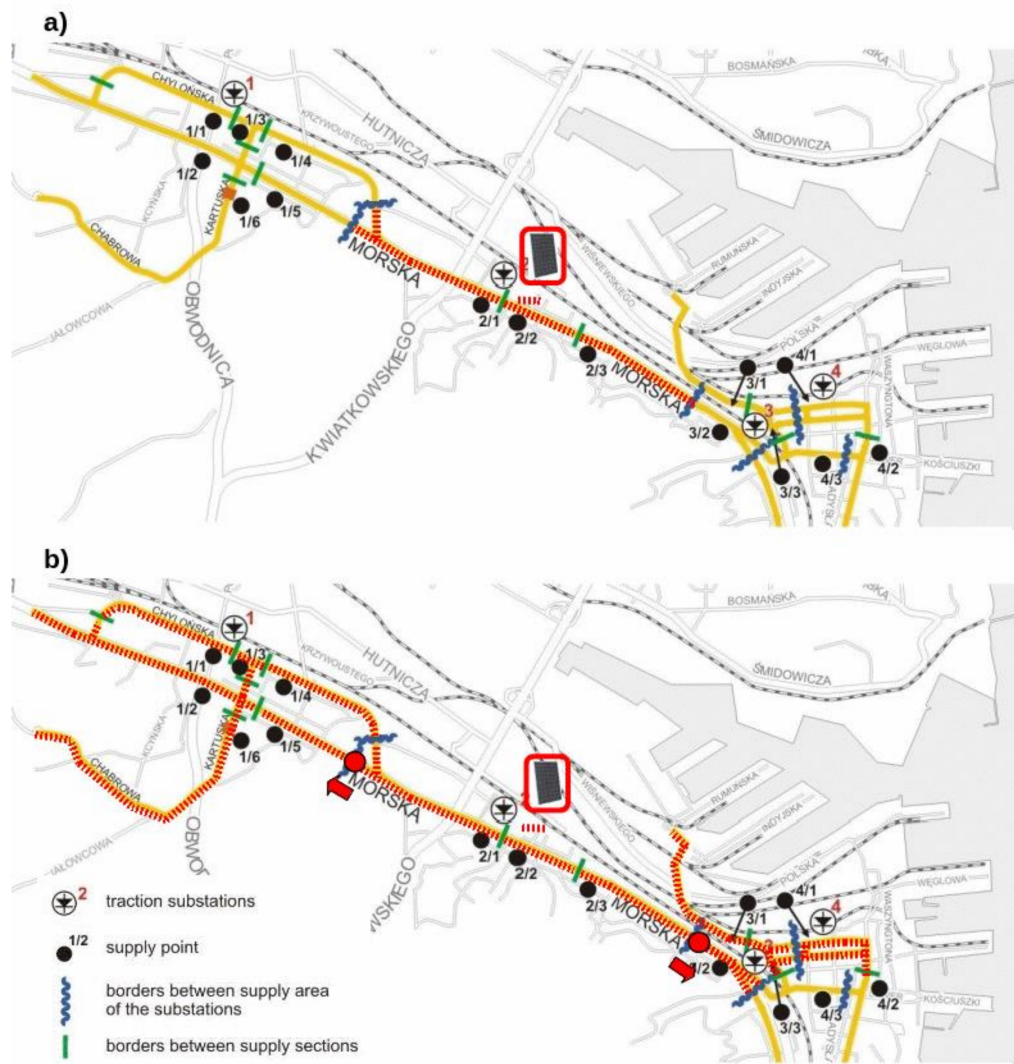 a)
BOSMAŃSKA
CHYLOŃSKA
1
HUTNICZA
ŚMIDOWICZA
1/3
KRZYWOUSTEGO
1/1
1/4
1/2
KCYŃSKA
KARTUSKA
1/5
1/6
CHABROWA
MORSKA
WIŚNIEWSKIEGO
RUMUŃSKA
INDYJSKA
OBWODNICA
JAŁOWCOWA
2/1
2/2
POLSKA
WĘGLOWA
KWIATKOWSKIEGO
2/3
MORSKA
4/1
3/1
4
WASZYNGTONA
3
3/2
4/2
KOŚCIUSZKI
4/3
3/3
b)
BOSMAŃSKA
CHYLOŃSKA
1
HUTNICZA
ŚMIDOWICZA
1/3
KRZYWOUSTEGO
1/1
1/4
1/2
KCYŃSKA
KARTUSKA
1/5
1/6
CHABROWA
MORSKA
WIŚNIEWSKIEGO
RUMUŃSKA
INDYJSKA
JAŁOWCOWA
2/1
2/2
POLSKA
WĘGLOWA
2/3
MORSKA
4/1
3/1
4
WASZYNGTONA
4/2
KOŚCIUSZKI
4/3
3/3
2 traction substations
1/2 supply point
borders between supply area
of the substations
borders between supply sections